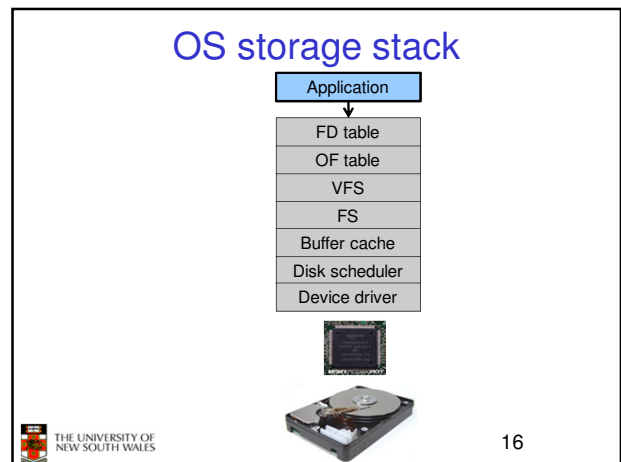 OS storage stack
Application
FD table
OF table
VFS
FS
Buffer cache
Disk scheduler
Device driver
THE UNIVERSITY OF
NEW SOUTH WALES
16